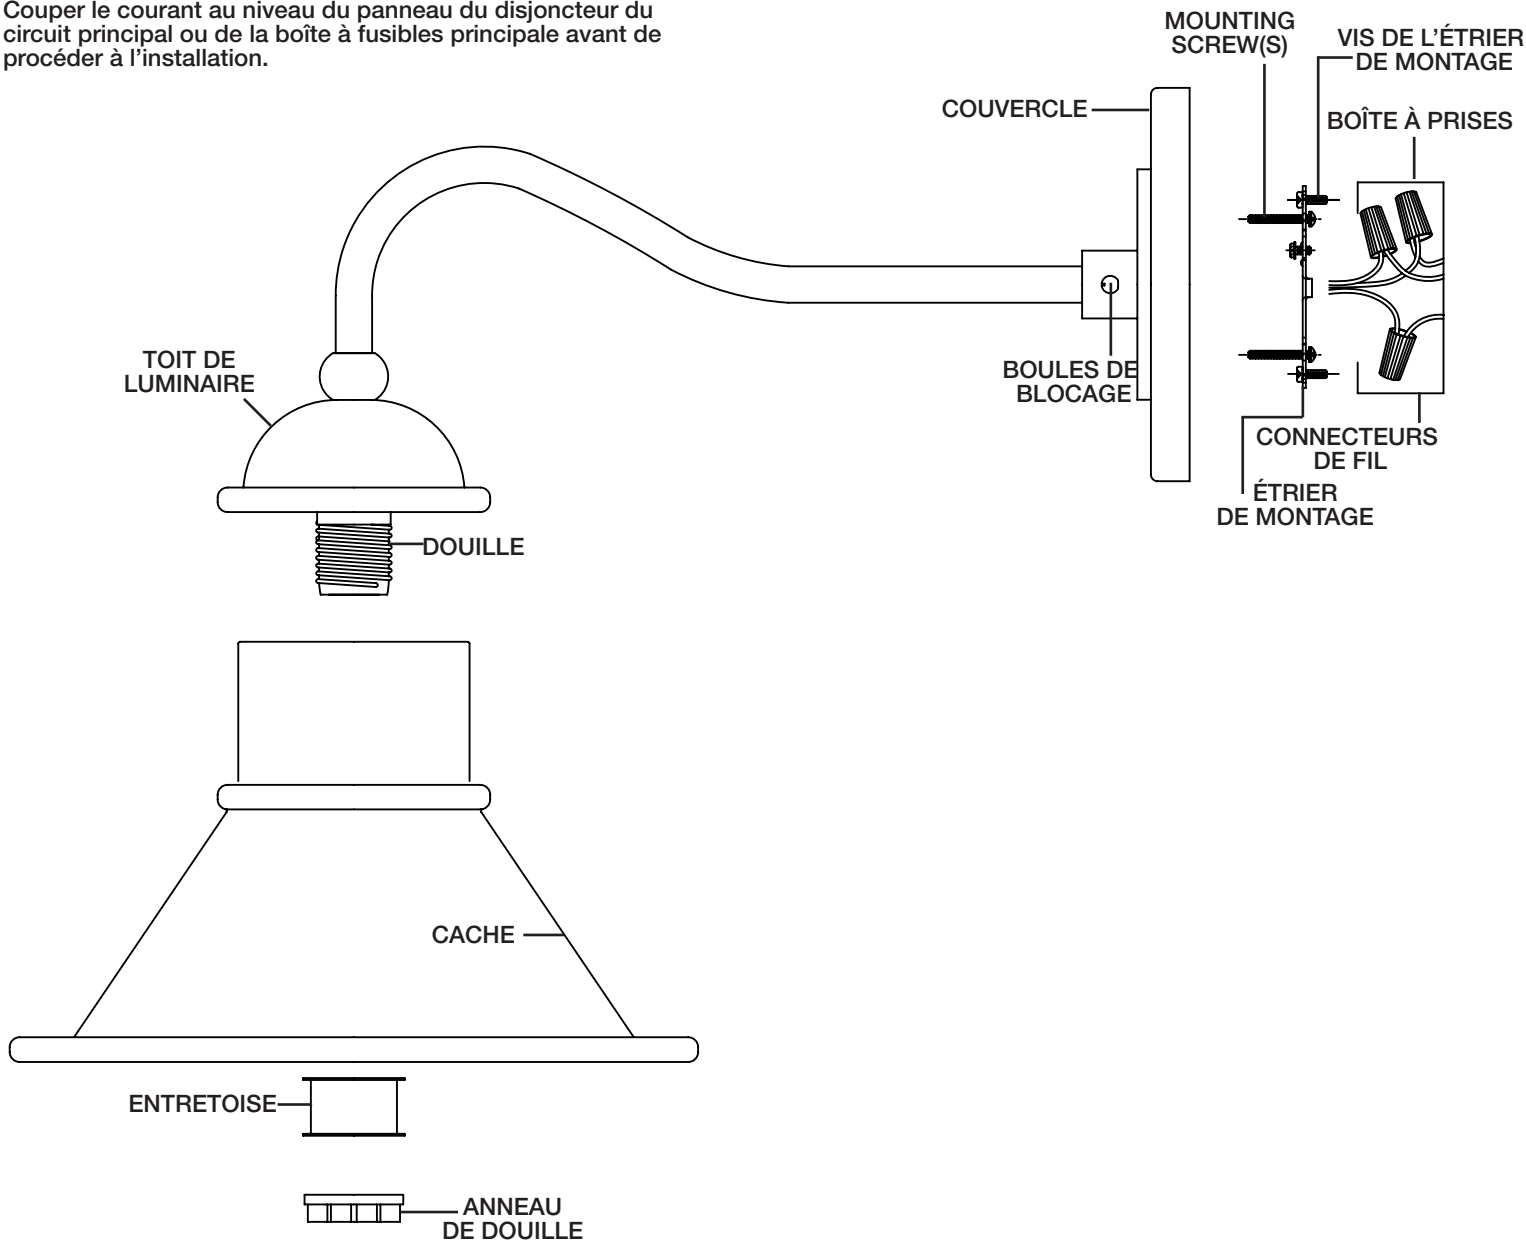 Couper le courant au niveau du panneau du disjoncteur du
circuit principal ou de la boîte à fusibles principale avant de
procéder à l'installation.
MOUNTING
SCREW(S)
VIS DE L'ÉTRIER
DE MONTAGE
COUVERCLE
BOÎTE À PRISES
TOIT DE
LUMINAIRE
BOULES DE
BLOCAGE
CONNECTEURS
DE FIL
ÉTRIER
DE MONTAGE
DOUILLE
CACHE
ENTRETOISE
ANNEAU
DE DOUILLE